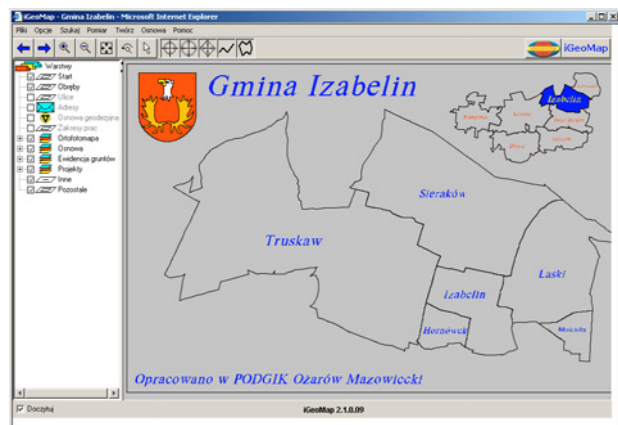 iGeoMap - Gmina Izabelin - Microsoft Internet Explorer
Pliki Opcje Szukaj Pomiar Twórz Osnowa Pomoc
iGeoMap
Warstwy
Start
Obręby
Ulice
Adresy
Osnowa geodezyjna
Zakresy prac
Ortofotomapa
Osnowa
Ewidencja gruntów
Projekty
Inne
Pozostałe
Gmina Izabelin
Izabelin
Sieraków
Truskaw
Laski
Izabelin
Hornówek
Mościska
Opracowano w PODGIK Ożarów Mazowiecki
Doczytuj
iGeoMap 2.1.0.09